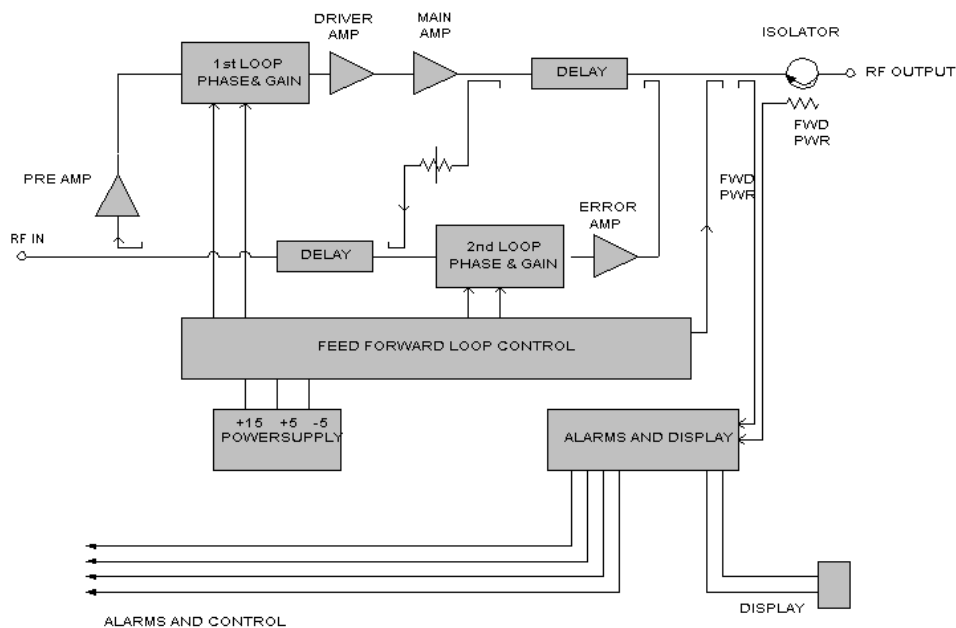 DRIVER
AMP
MAIN
AMP
ISOLATOR
1st LOOP
PHASE& GAIN
DELAY
RF OUTPUT
FWD
PWR
PRE AMP
FWD
PWR
ERROR
AMP
RF IN
DELAY
2nd LOOP
PHASE & GAIN
FEED FORWARD LOOP CONTROL
+15 +5 -5
POWERSUPPLY
ALARMS AND DISPLAY
DISPLAY
ALARMS AND CONTROL